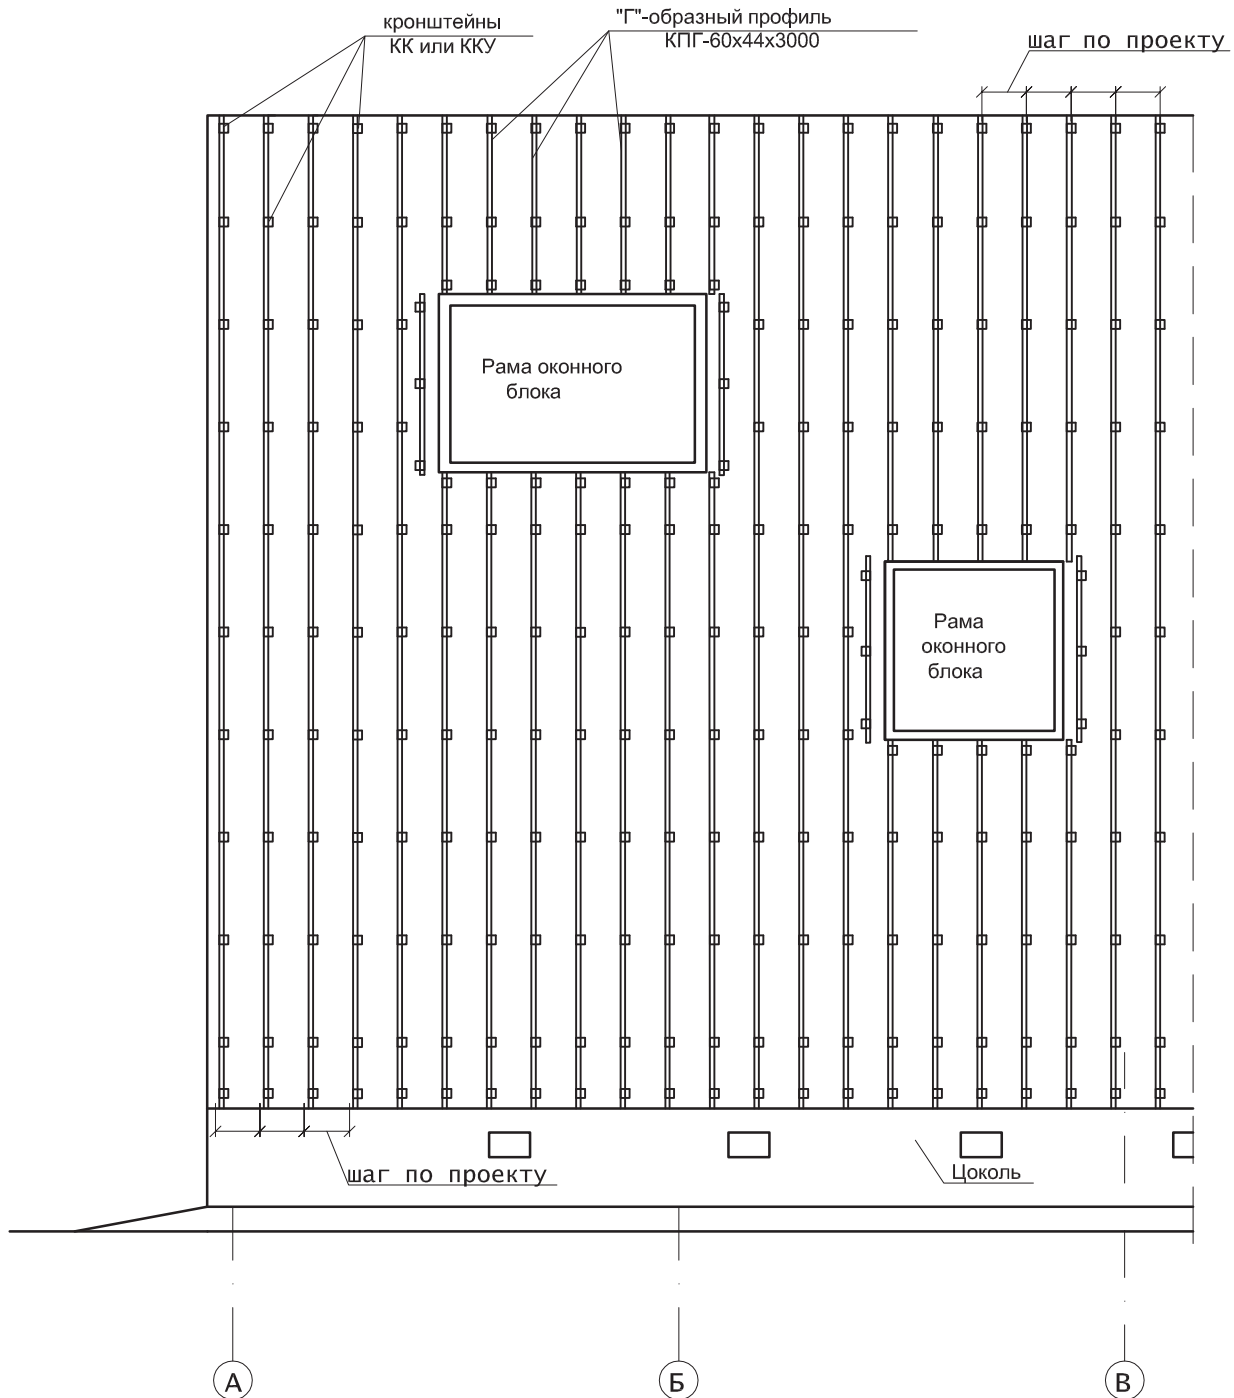 кронштейны
КК или ККУ
"Г"-образный профиль
КПГ-60х44х3000
шаг по проекту
Рама оконного
блока
Рама
оконного
блока
шаг по проекту
Цоколь
А
Б
В